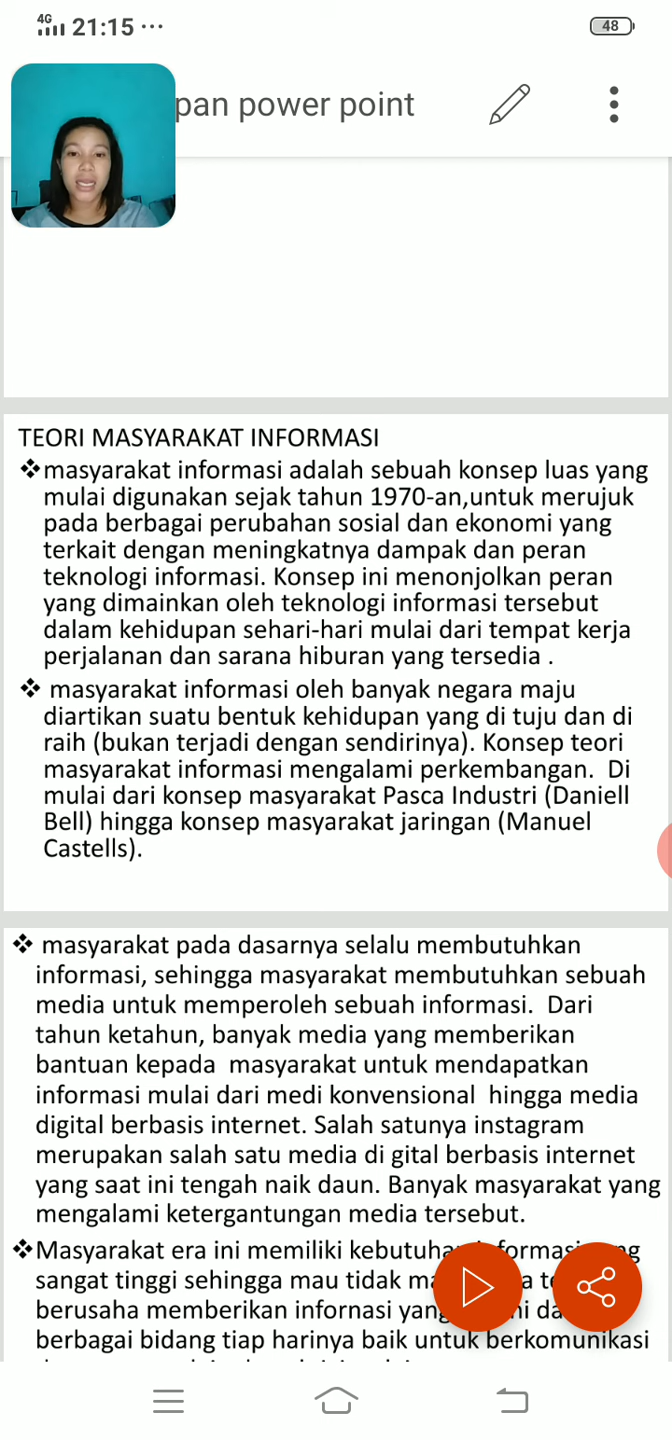 4G 21:15 ...
48
pan power point
TEORI MASYARAKAT INFORMASI
❖masyarakat informasi adalah sebuah konsep luas yang
mulai digunakan sejak tahun 1970-an,untuk merujuk
pada berbagai perubahan sosial dan ekonomi yang
terkait dengan meningkatnya dampak dan peran
teknologi informasi. Konsep ini menonjolkan peran
yang dimainkan oleh teknologi informasi tersebut
dalam kehidupan sehari-hari mulai dari tempat kerja
perjalanan dan sarana hiburan yang tersedia .
❖ masyarakat informasi oleh banyak negara maju
diartikan suatu bentuk kehidupan yang di tuju dan di
raih (bukan terjadi dengan sendirinya). Konsep teori
masyarakat informasi mengalami perkembangan. Di
mulai dari konsep masyarakat Pasca Industri (Daniell
Bell) hingga konsep masyarakat jaringan (Manuel
Castells).
❖ masyarakat pada dasarnya selalu membutuhkan
informasi, sehingga masyarakat membutuhkan sebuah
media untuk memperoleh sebuah informasi. Dari
tahun ketahun, banyak media yang memberikan
bantuan kepada masyarakat untuk mendapatkan
informasi mulai dari medi konvensional hingga media
digital berbasis internet. Salah satunya instagram
merupakan salah satu media di gital berbasis internet
yang saat ini tengah naik daun. Banyak masyarakat yang
mengalami ketergantungan media tersebut.
❖Masyarakat era ini memiliki
sangat tinggi sehingga mau tidak
berusaha memberikan infornasi
berbagai bidang tiap harinya baik untuk berkomunikasi